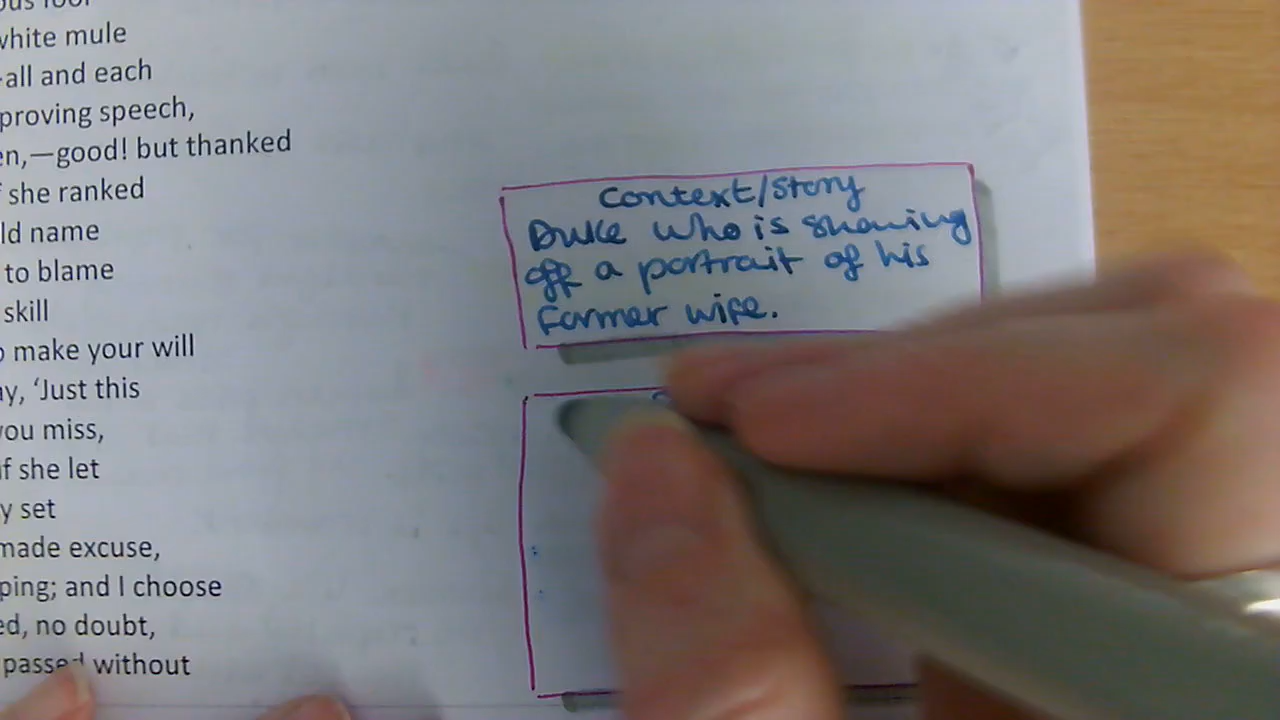 white mule
all and each
proving speech,
en,—good! but thanked
she ranked
ld name
to blame
skill
make your will
y, ‘Just this
you miss,
if she let
y set
made excuse,
ping; and I choose
ed, no doubt,
passed without
Context/Story
Duke who is showing
off a portrait of his
former wife.